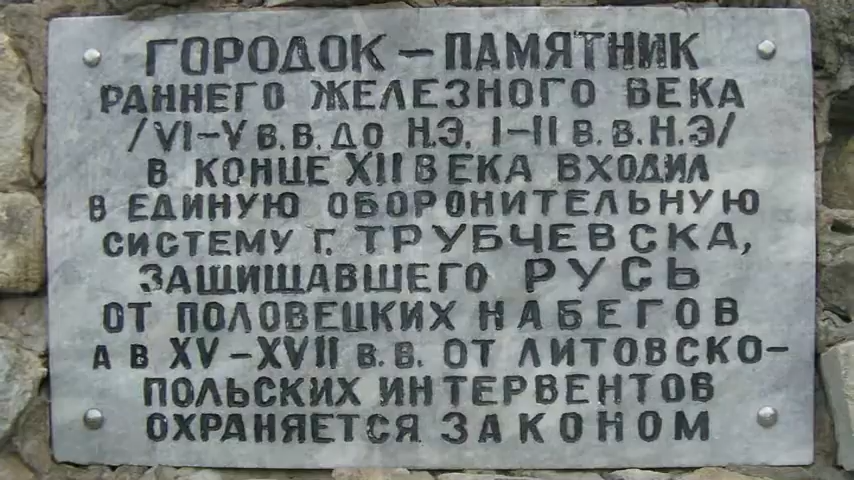 ГОРОДОК – ПАМЯТНИК
РАННЕГО ЖЕЛЕЗНОГО ВЕКА
/VI–V В.В. ДО Н.Э. I–II В.В.Н.Э/
В КОНЦЕ XII ВЕКА ВХОДИЛ
В ЕДИНУЮ ОБОРОНИТЕЛЬНУЮ
СИСТЕМУ Г. ТРУБЧЕВСКА,
ЗАЩИЩАВШЕГО РУСЬ
ОТ ПОЛОВЕЦКИХ НАБЕГОВ
А В XV–XVII В.В. ОТ ЛИТОВСКО-
ПОЛЬСКИХ ИНТЕРВЕНТОВ
ОХРАНЯЕТСЯ ЗАКОНОМ